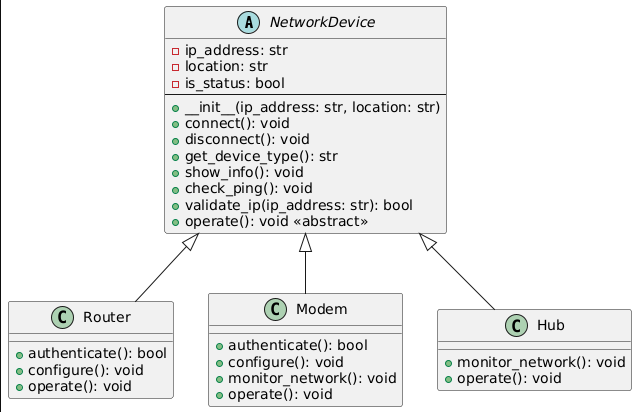 A NetworkDevice
ip_address: str
location: str
is_status: bool
__init__(ip_address: str, location: str)
connect(): void
disconnect(): void
get_device_type(): str
show_info(): void
check_ping(): void
validate_ip(ip_address: str): bool
operate(): void «abstract»
C Router
authenticate(): bool
configure(): void
operate(): void
C Modem
authenticate(): bool
configure(): void
monitor_network(): void
operate(): void
C Hub
monitor_network(): void
operate(): void